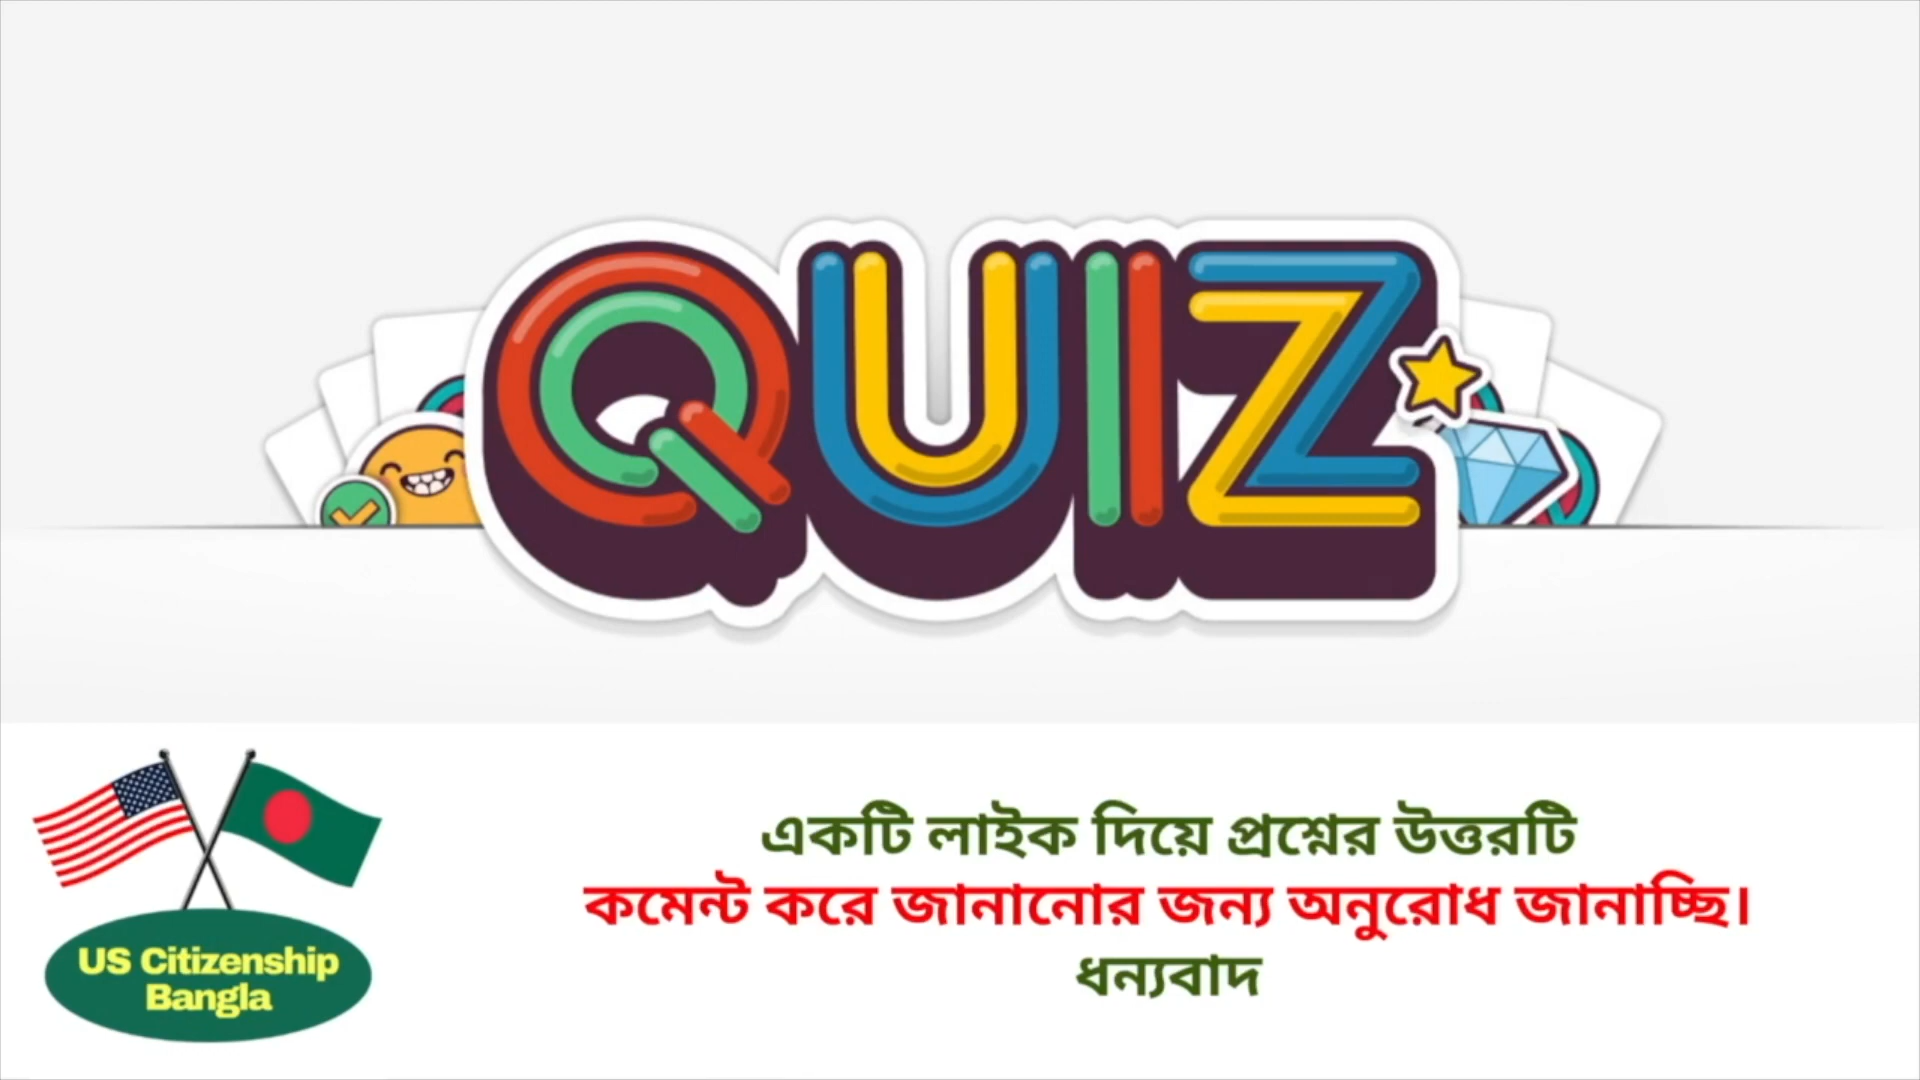 QUIZ
একটি লাইক দিয়ে প্রশ্নের উত্তরটি
কমেন্ট করে জানানোর জন্য অনুরোধ জানাচ্ছি।
ধন্যবাদ
US Citizenship
Bangla